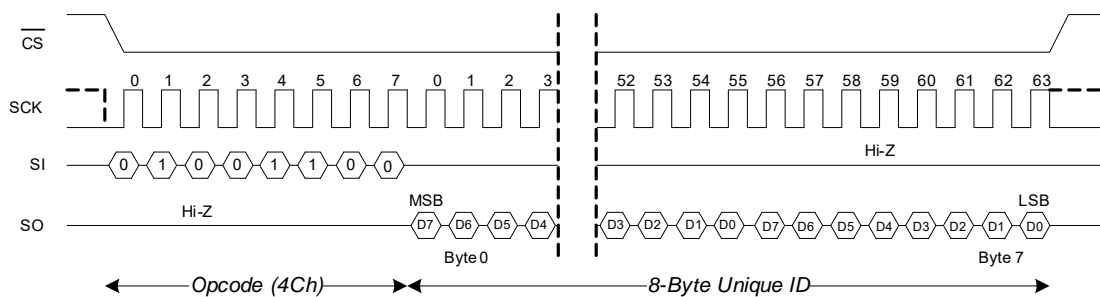 CS
0 1 2 3 4 5 6 7 0 1 2 3 52 53 54 55 56 57 58 59 60 61 62 63
SCK
Hi-Z
SI 0 1 0 0 1 1 0 0
MSB LSB
Hi-Z
SO D7 D6 D5 D4 D3 D2 D1 D0 D7 D6 D5 D4 D3 D2 D1 D0
Byte 0 Byte 7
Opcode (4Ch) 8-Byte Unique ID